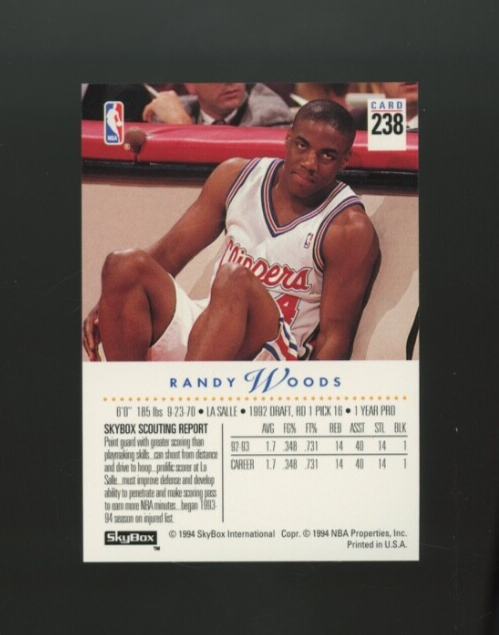 CARD
238
NBA
Clippers
4
RANDY WOODS
6'0" 185 lbs 9-23-70 • LA SALLE • 1992 DRAFT, RD 1 PICK 16 • 1 YEAR PRO
SKYBOX SCOUTING REPORT
Point guard with greater scoring than
playmaking skills...can shoot from distance
and drive to hoop...prolific scorer at La
Salle...must improve defense and develop
ability to penetrate and make scoring pass
to earn more NBA minutes...began 1993-
94 season on injured list.
AVG FG% FT% REB ASST STL BLK
92-93 1.7 .348 .731 14 40 14 1
CAREER 1.7 .348 .731 14 40 14 1
SkyBox TM
© 1994 SkyBox International Copr. © 1994 NBA Properties, Inc.
Printed in U.S.A.